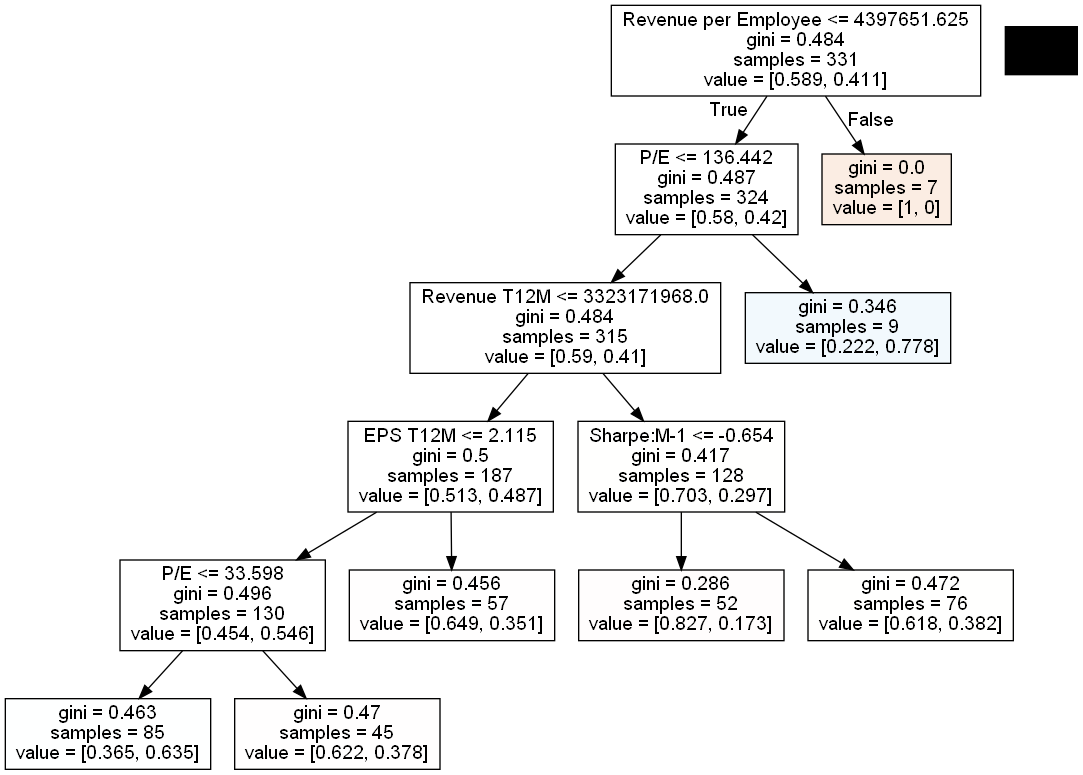 Revenue per Employee <= 4397651.625
gini = 0.484
samples = 331
value = [0.589, 0.411]
True
False
P/E <= 136.442
gini = 0.487
samples = 324
value = [0.58, 0.42]
gini = 0.0
samples = 7
value = [1, 0]
Revenue T12M <= 3323171968.0
gini = 0.484
samples = 315
value = [0.59, 0.41]
gini = 0.346
samples = 9
value = [0.222, 0.778]
EPS T12M <= 2.115
gini = 0.5
samples = 187
value = [0.513, 0.487]
Sharpe:M-1 <= -0.654
gini = 0.417
samples = 128
value = [0.703, 0.297]
P/E <= 33.598
gini = 0.496
samples = 130
value = [0.454, 0.546]
gini = 0.456
samples = 57
value = [0.649, 0.351]
gini = 0.286
samples = 52
value = [0.827, 0.173]
gini = 0.472
samples = 76
value = [0.618, 0.382]
gini = 0.463
samples = 85
value = [0.365, 0.635]
gini = 0.47
samples = 45
value = [0.622, 0.378]